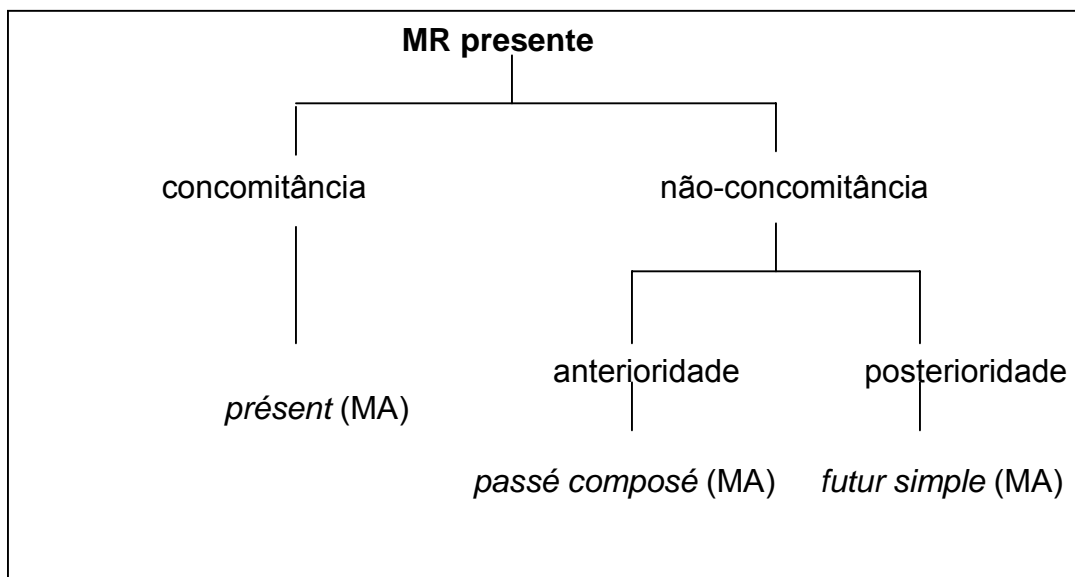 MR presente
concomitância não-concomitância
anterioridade posterioridade
présent (MA)
passé composé (MA) futur simple (MA)